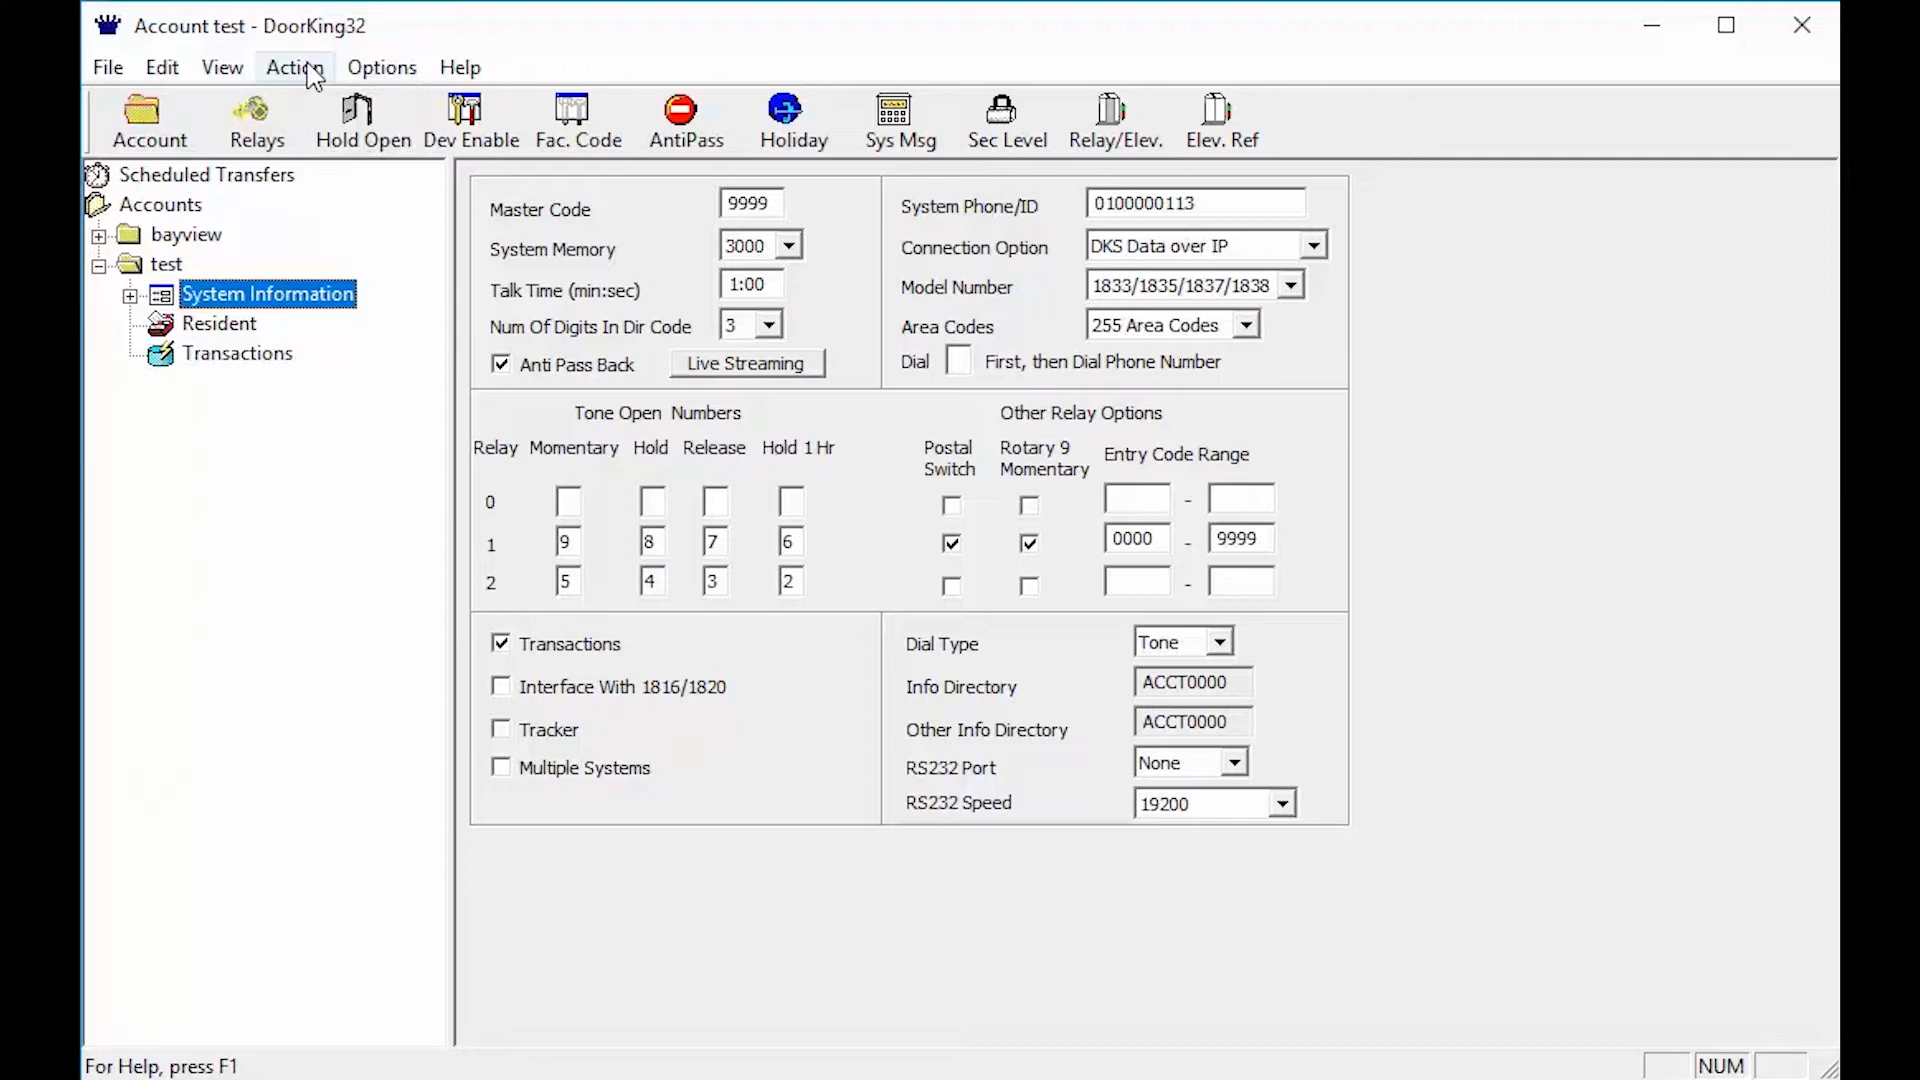 Account test - DoorKing32
File Edit View Action Options Help
Account Relays Hold Open Dev Enable Fac. Code AntiPass Holiday Sys Msg Sec Level Relay/Elev. Elev. Ref
Scheduled Transfers
Accounts
bayview
test
System Information
Resident
Transactions
Master Code 9999
System Memory 3000
Talk Time (min:sec) 1:00
Num Of Digits In Dir Code 3
Anti Pass Back Live Streaming
System Phone/ID 0100000113
Connection Option DKS Data over IP
Model Number 1833/1835/1837/1838
Area Codes 255 Area Codes
Dial First, then Dial Phone Number
Tone Open Numbers
Relay Momentary Hold Release Hold 1 Hr
0
1 9 8 7 6
2 5 4 3 2
Other Relay Options
Postal Switch Rotary 9 Momentary Entry Code Range
-
0000 - 9999
-
Transactions
Interface With 1816/1820
Tracker
Multiple Systems
Dial Type Tone
Info Directory ACCT0000
Other Info Directory ACCT0000
RS232 Port None
RS232 Speed 19200
For Help, press F1 NUM